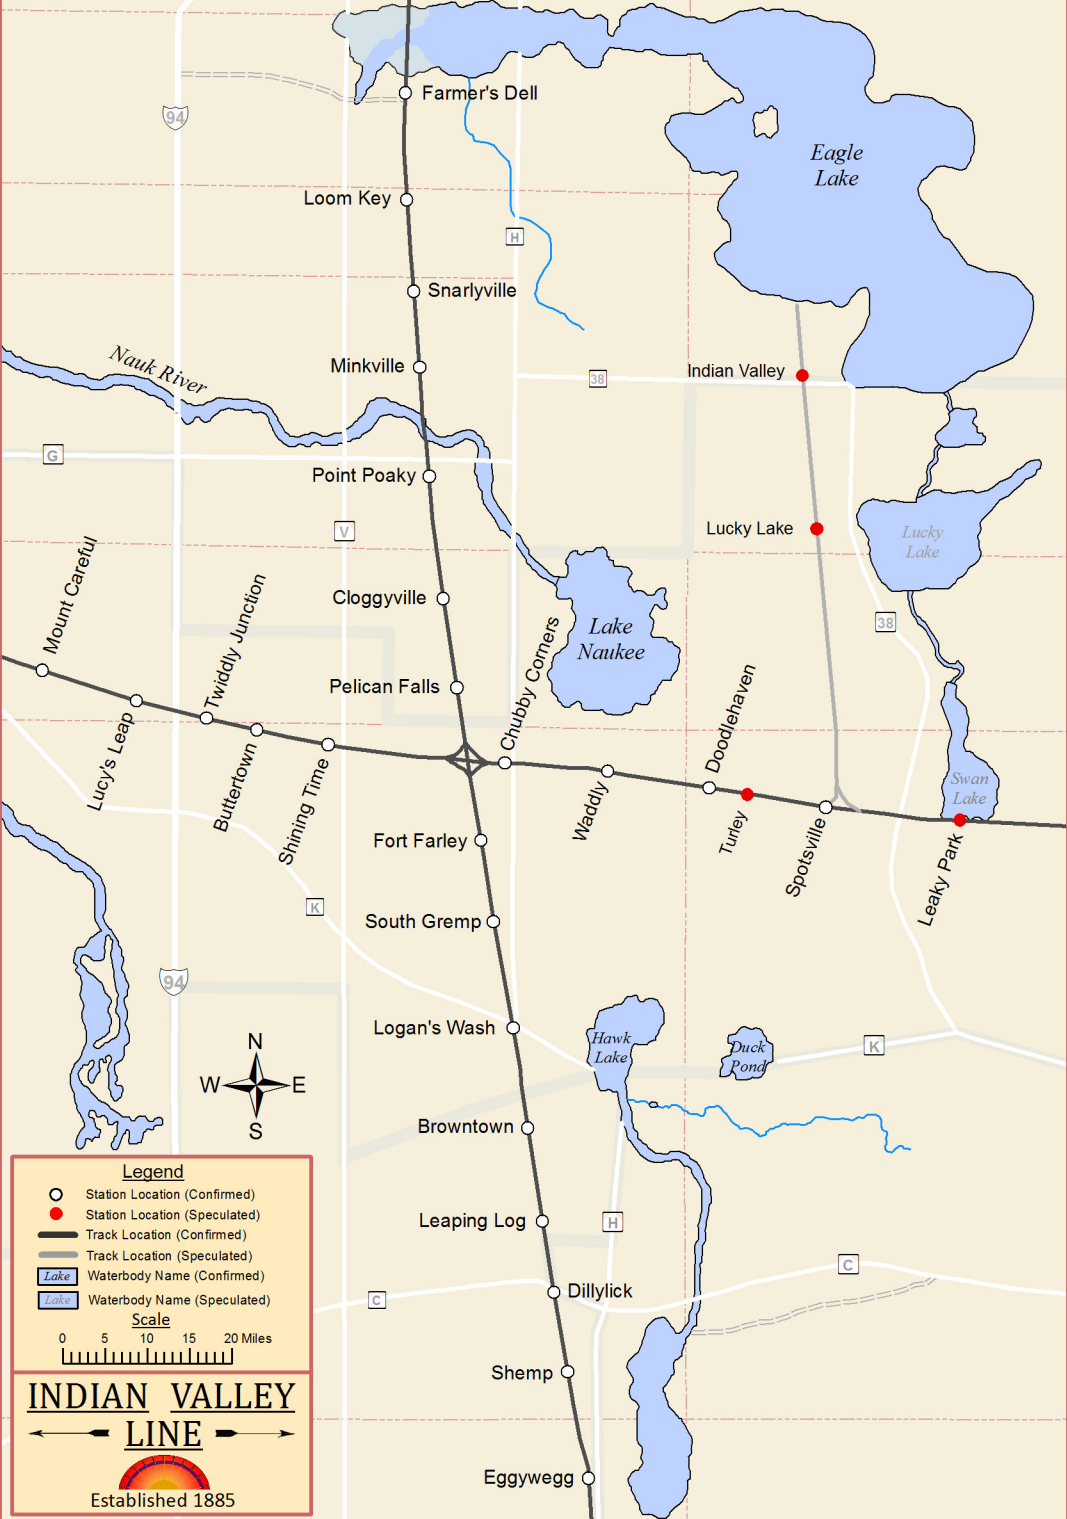 Farmer's Dell
94
Eagle
Lake
Loom Key
H
Snarlyville
Nauk River
Minkville
Indian Valley
38
G
Point Poaky
V
Lucky Lake
Lucky
Lake
Mount Careful
Twiddly Junction
Cloggyville
Chubby Corners
Lake
Naukee
38
Pelican Falls
Doodlehaven
Lucy's Leap
Buttertown
Shining Time
Waddly
Turley
Spotsville
Swan
Lake
Leaky Park
Fort Farley
K
South Gremp
94
Logan's Wash
Hawk
Lake
Duck
Pond
K
N
W E
S
Browntown
Leaping Log
H
C
Dillylick
C
Shemp
Eggywegg
Legend
Station Location (Confirmed)
Station Location (Speculated)
Track Location (Confirmed)
Track Location (Speculated)
Lake Waterbody Name (Confirmed)
Lake Waterbody Name (Speculated)
Scale
0 5 10 15 20 Miles
INDIAN VALLEY
LINE
Established 1885